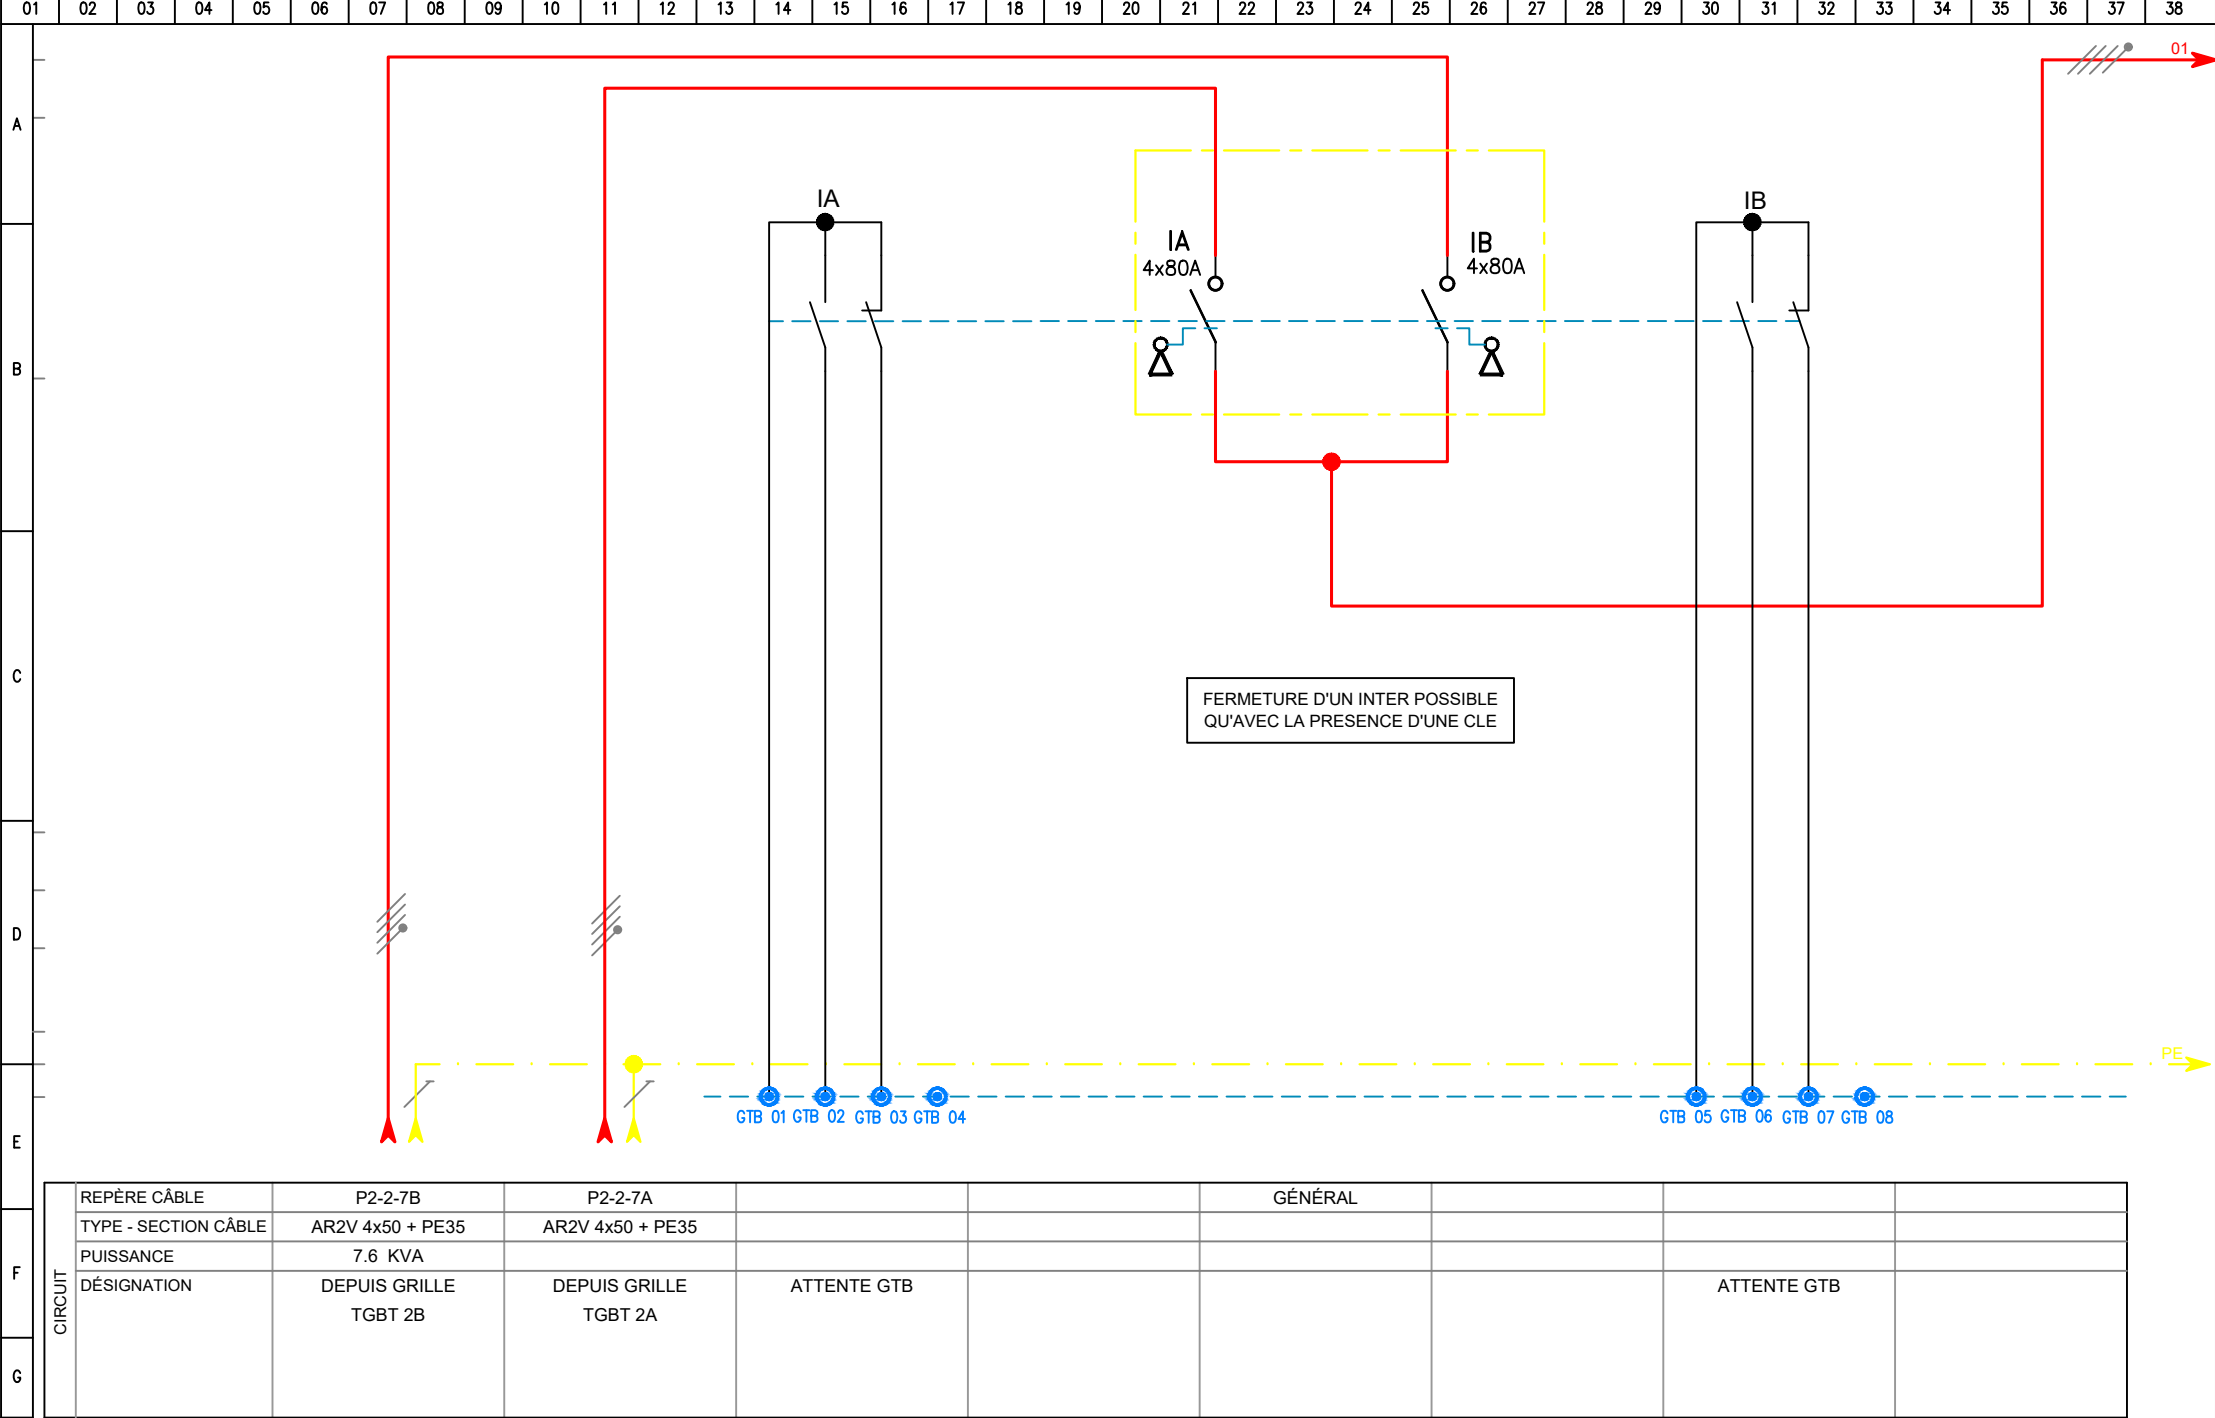 01 02 03 04 05 06 07 08 09 10 11 12 13 14 15 16 17 18 19 20 21 22 23 24 25 26 27 28 29 30 31 32 33 34 35 36 37 38
01
A
IA
IB
IA
4x80A
IB
4x80A
B
C
FERMETURE D'UN INTER POSSIBLE
QU'AVEC LA PRESENCE D'UNE CLE
D
PE
GTB 01 GTB 02 GTB 03 GTB 04
GTB 05 GTB 06 GTB 07 GTB 08
E
REPÈRE CÂBLE P2-2-7B P2-2-7A GÉNÉRAL
TYPE - SECTION CÂBLE AR2V 4x50 + PE35 AR2V 4x50 + PE35
PUISSANCE 7.6 KVA
F
CIRCUIT
DÉSIGNATION DEPUIS GRILLE DEPUIS GRILLE ATTENTE GTB ATTENTE GTB
TGBT 2B TGBT 2A
G